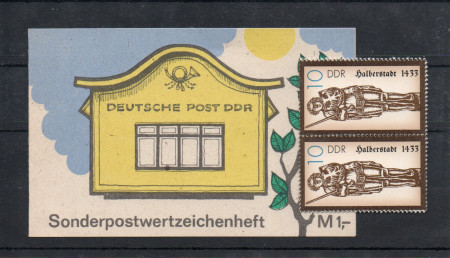 DEUTSCHE POST DDR
Sonderpostwertzeichenheft M 1,-
10 DDR Halberstadt 1433
10 DDR Halberstadt 1433